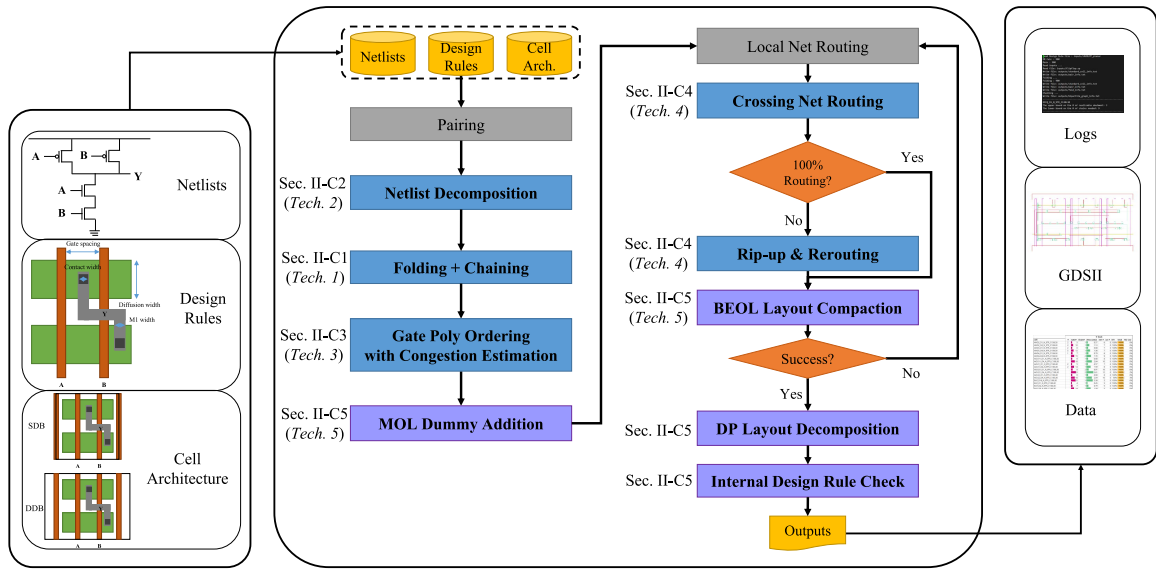 A
B
Y
A
B
Netlists
Gate spacing
Contact width
Diffusion width
Y
M1 width
A
B
Design
Rules
SDB
Y
A
B
DDB
Y
A
B
Cell
Architecture
Netlists
Design
Rules
Cell
Arch.
Pairing
Sec. II-C2
(Tech. 2)
Netlist Decomposition
Sec. II-C1
(Tech. 1)
Folding + Chaining
Sec. II-C3
(Tech. 3)
Gate Poly Ordering
with Congestion Estimation
Sec. II-C5
(Tech. 5)
MOL Dummy Addition
Local Net Routing
Sec. II-C4
(Tech. 4)
Crossing Net Routing
100%
Routing?
Yes
No
Sec. II-C4
(Tech. 4)
Rip-up & Rerouting
Sec. II-C5
(Tech. 5)
BEOL Layout Compaction
Success?
No
Yes
Sec. II-C5
DP Layout Decomposition
Sec. II-C5
Internal Design Rule Check
Outputs
Logs
GDSII
Data